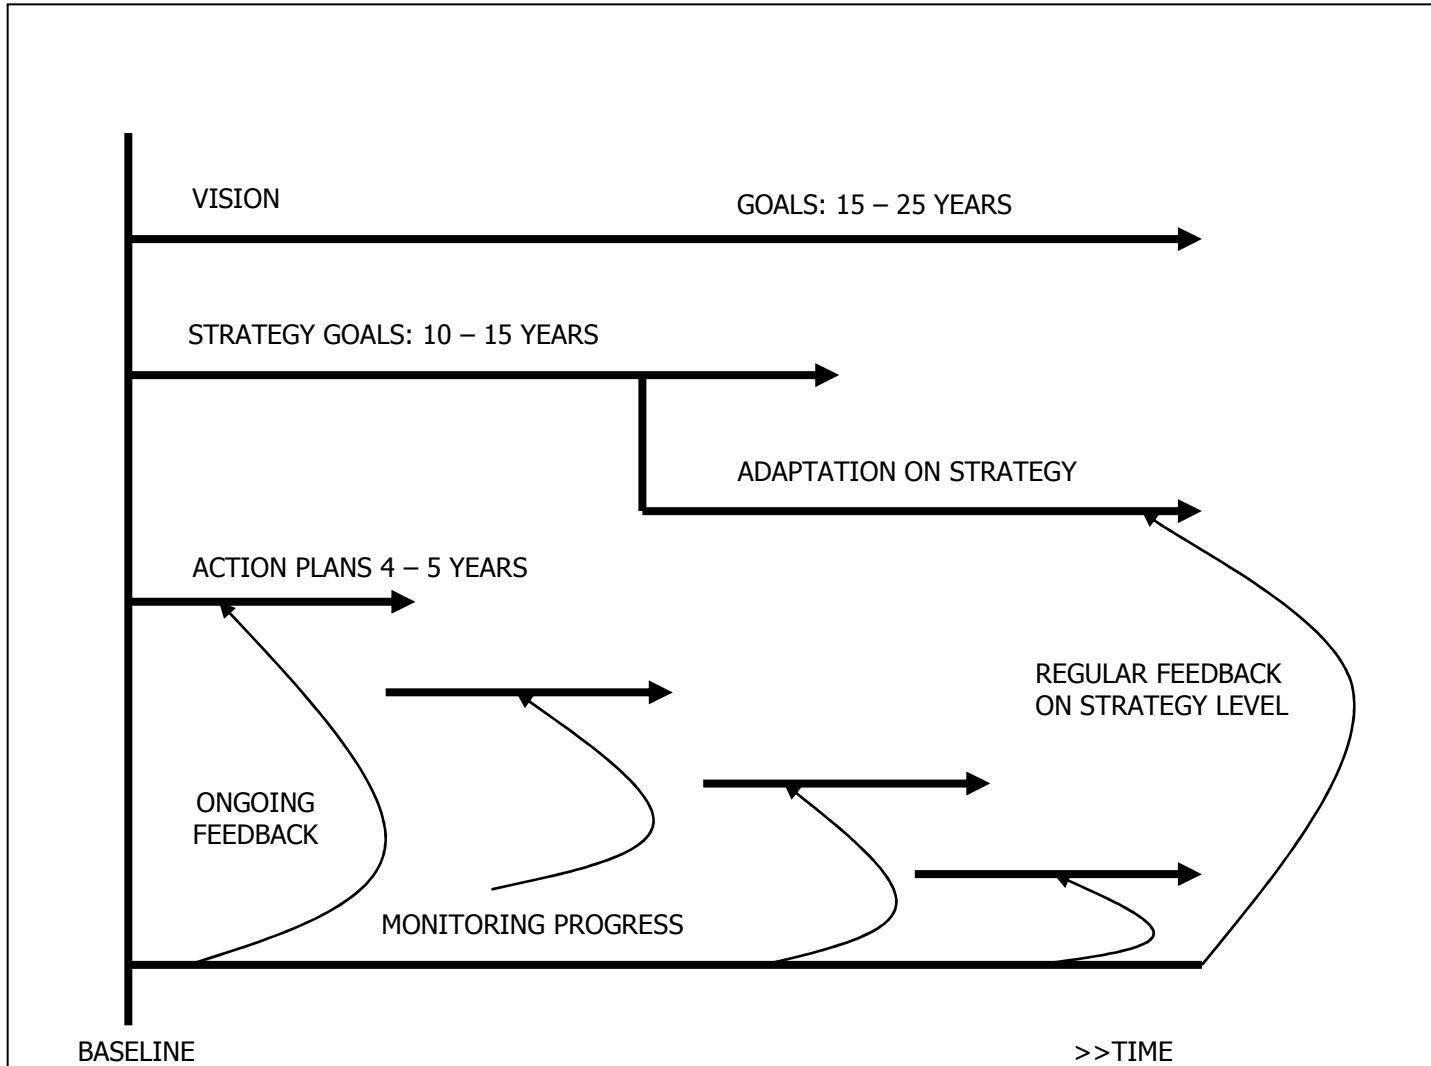 VISION
GOALS: 15 – 25 YEARS
STRATEGY GOALS: 10 – 15 YEARS
ADAPTATION ON STRATEGY
ACTION PLANS 4 – 5 YEARS
REGULAR FEEDBACK
ON STRATEGY LEVEL
ONGOING
FEEDBACK
MONITORING PROGRESS
BASELINE
>>TIME